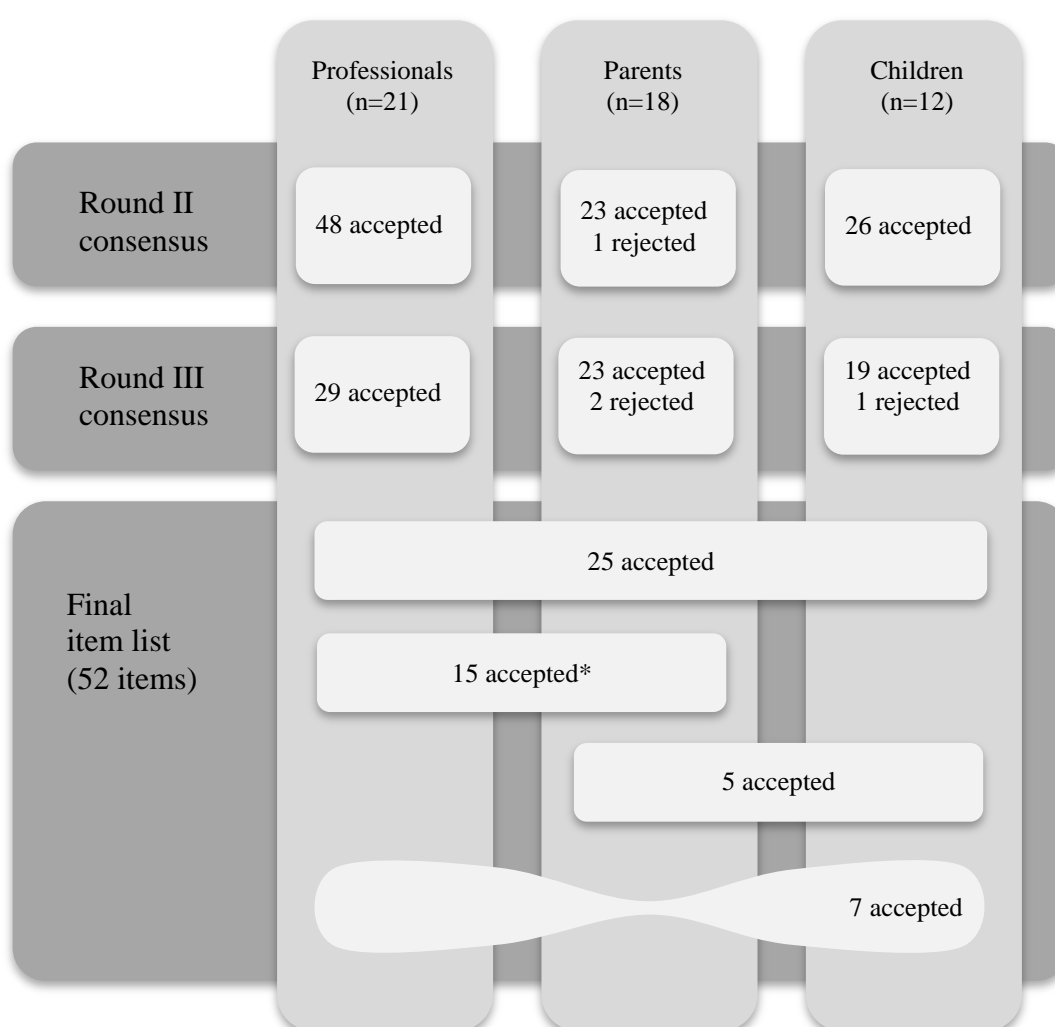 Professionals
(n=21)
Parents
(n=18)
Children
(n=12)
Round II
consensus
48 accepted
23 accepted
1 rejected
26 accepted
Round III
consensus
29 accepted
23 accepted
2 rejected
19 accepted
1 rejected
Final
item list
(52 items)
25 accepted
15 accepted*
5 accepted
7 accepted